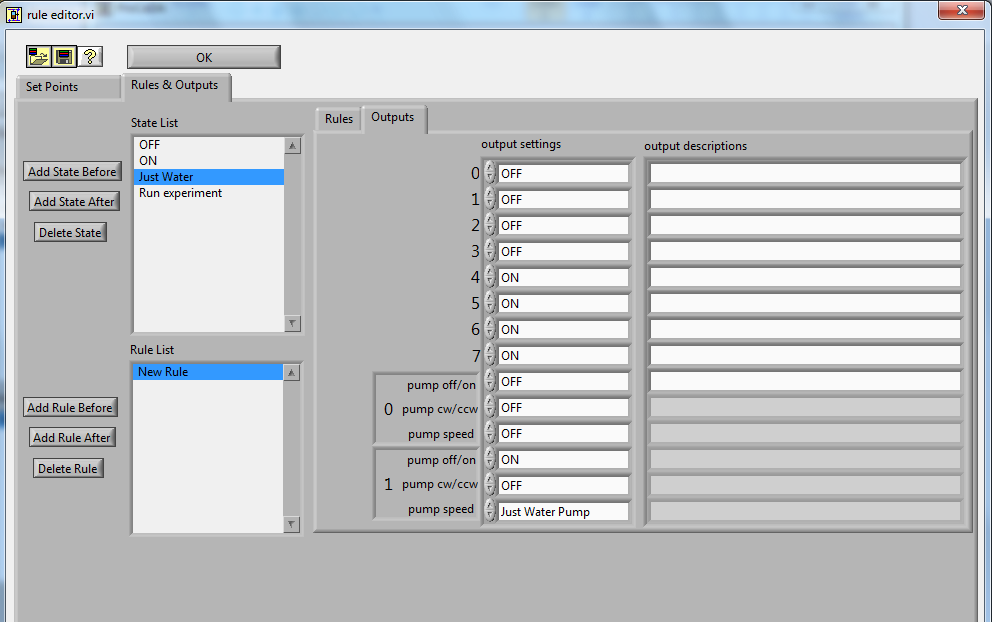 rule editor.vi
?
OK
Set Points
Rules & Outputs
State List
OFF
ON
Just Water
Run experiment
Add State Before
Add State After
Delete State
Rule List
New Rule
Add Rule Before
Add Rule After
Delete Rule
Rules
Outputs
output settings
output descriptions
0 OFF
1 OFF
2 OFF
3 OFF
4 ON
5 ON
6 ON
7 ON
pump off/on OFF
0 pump cw/ccw OFF
pump speed OFF
pump off/on ON
1 pump cw/ccw OFF
pump speed Just Water Pump